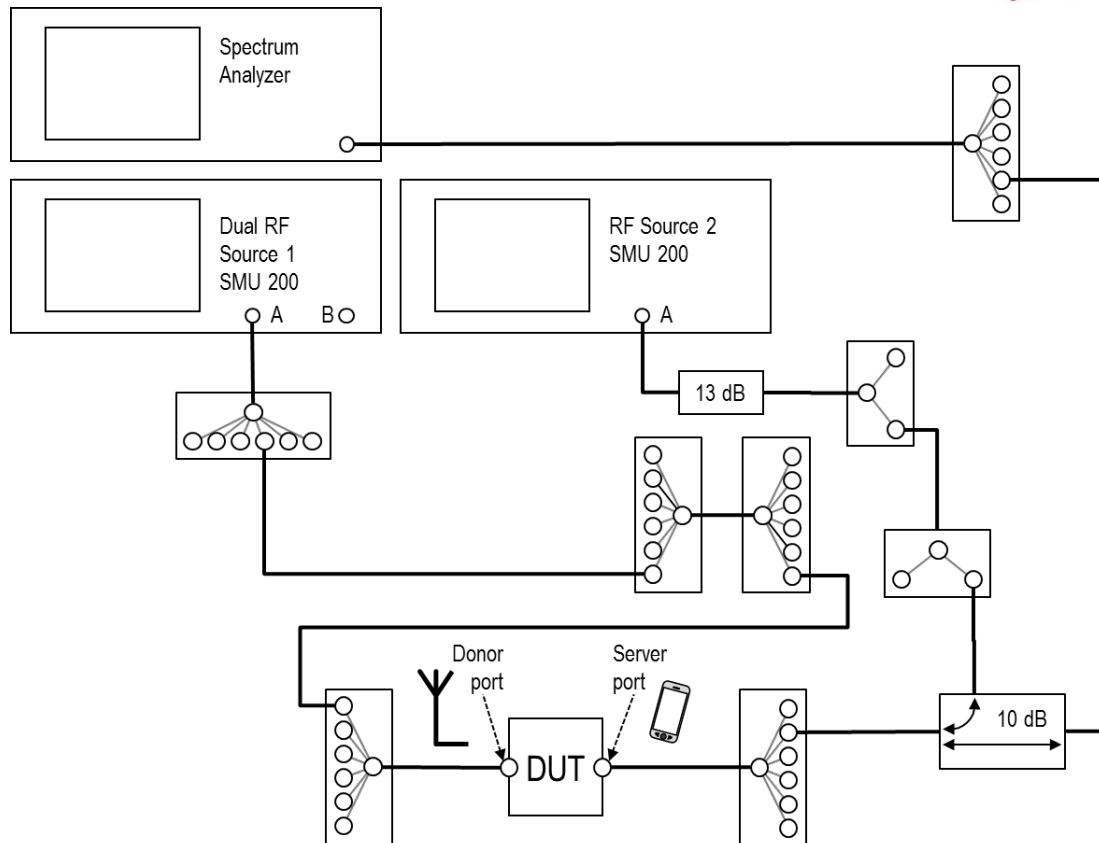 Spectrum
Analyzer
Dual RF
Source 1
SMU 200
A
B
RF Source 2
SMU 200
A
13 dB
Donor
port
Server
port
10 dB
DUT